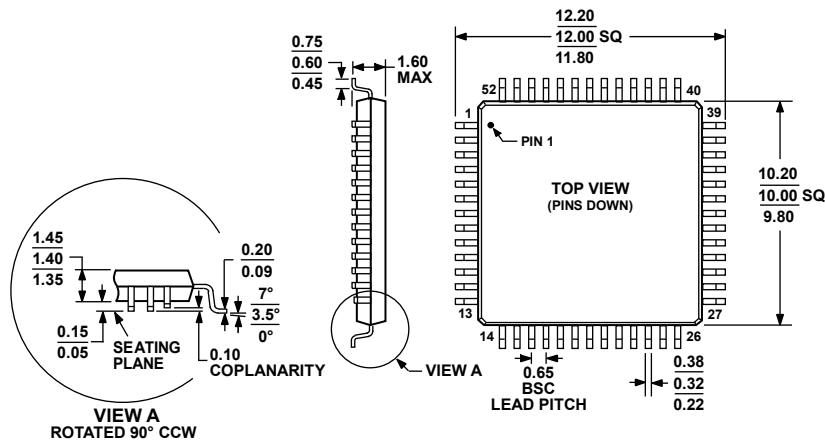 12.20
12.00 SQ
11.80
0.75
0.60
0.45
1.60
MAX
52
40
1
39
PIN 1
TOP VIEW
(PINS DOWN)
10.20
10.00 SQ
9.80
1.45
1.40
1.35
0.20
0.09
7°
3.5°
0°
0.15
0.05
SEATING
PLANE
0.10
COPLANARITY
VIEW A
ROTATED 90° CCW
13
27
14
26
VIEW A
0.65
BSC
LEAD PITCH
0.38
0.32
0.22